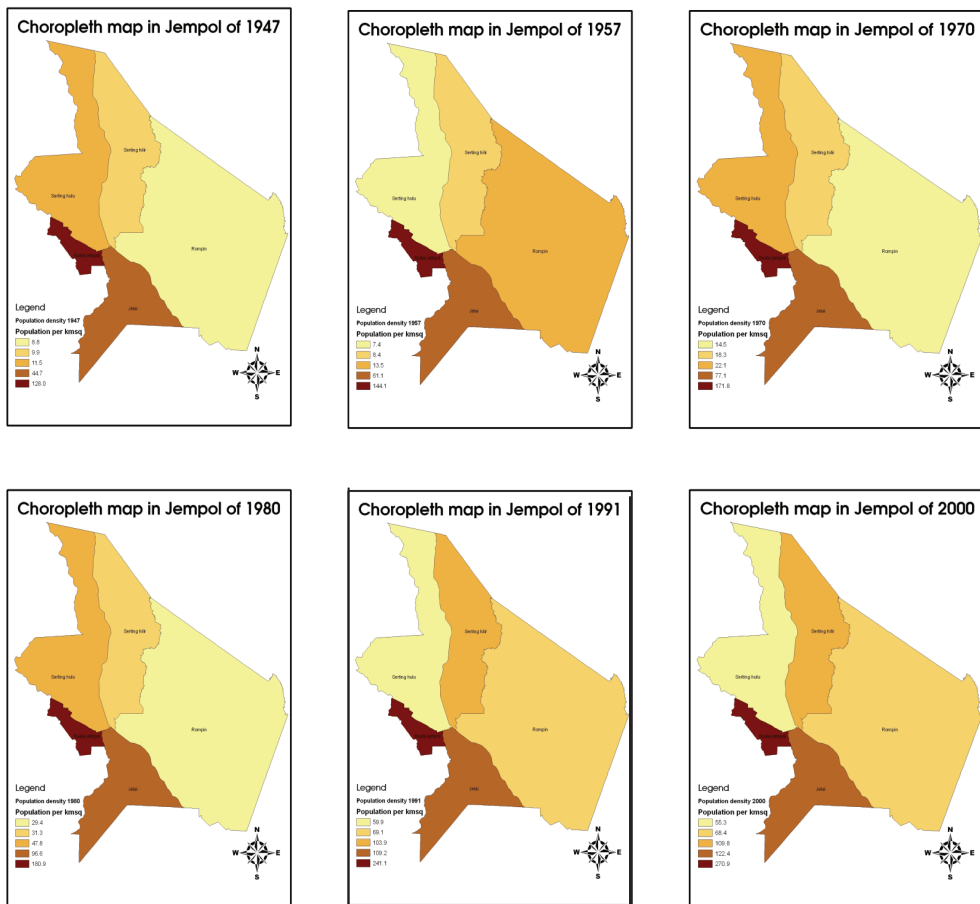 Choropleth map in Jempol of 1947
Serting hilir
Serting hulu
Rompin
Jelai
Legend
Population density 1947
Population per kmsq
8.8
9.9
11.5
44.7
128.0
N
W E
S
Choropleth map in Jempol of 1957
Serting hilir
Serting hulu
Rompin
Jelai
Legend
Population density 1957
Population per kmsq
7.4
8.4
13.5
61.1
144.1
N
W E
S
Choropleth map in Jempol of 1970
Serting hilir
Serting hulu
Rompin
Jelai
Legend
Population density 1970
Population per kmsq
14.5
18.3
22.1
77.1
171.8
N
W E
S
Choropleth map in Jempol of 1980
Serting hilir
Serting hulu
Rompin
Jelai
Legend
Population density 1980
Population per kmsq
29.4
31.3
47.8
96.6
180.9
N
W E
S
Choropleth map in Jempol of 1991
Serting hilir
Serting hulu
Rompin
Jelai
Legend
Population density 1991
Population per kmsq
59.9
69.1
103.9
109.2
241.1
N
W E
S
Choropleth map in Jempol of 2000
Serting hilir
Serting hulu
Rompin
Jelai
Legend
Population density 2000
Population per kmsq
55.3
68.4
109.8
122.4
270.9
N
W E
S